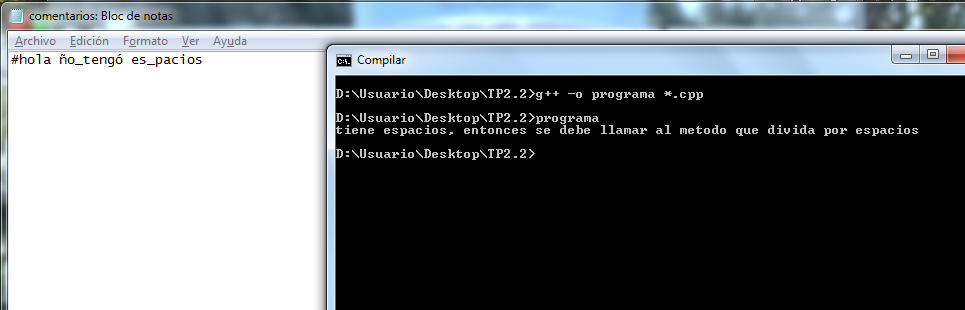 comentarios: Bloc de notas
Archivo Edición Formato Ver Ayuda
#hola ño_tengó es_pacios
C:\.
Compilar
D:\Usuario\Desktop\TP2.2>g++ -o programa *.cpp
D:\Usuario\Desktop\TP2.2>programa
tiene espacios, entonces se debe llamar al metodo que divida por espacios
D:\Usuario\Desktop\TP2.2>